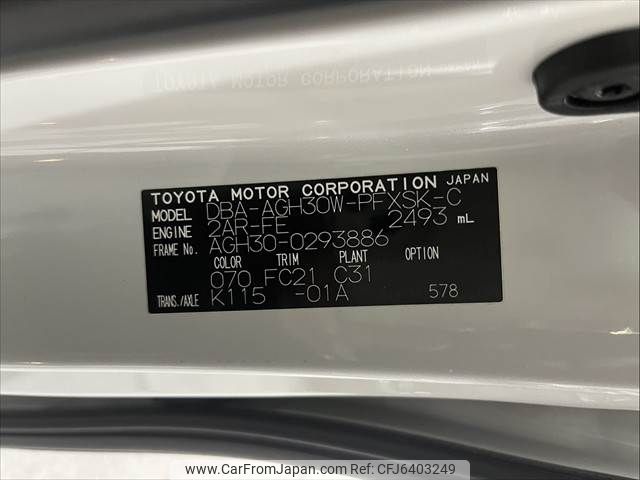 TOYOTA MOTOR CORPORATION JAPAN
MODEL DBA-AGH30W-PFXSK-C
ENGINE 2AR-FE 2493 mL
FRAME No. AGH30-0293886
COLOR TRIM PLANT OPTION
070 FC21 C31
TRANS./AXLE K115 -01A 578
www.CarFromJapan.com ID:CFJ6403249